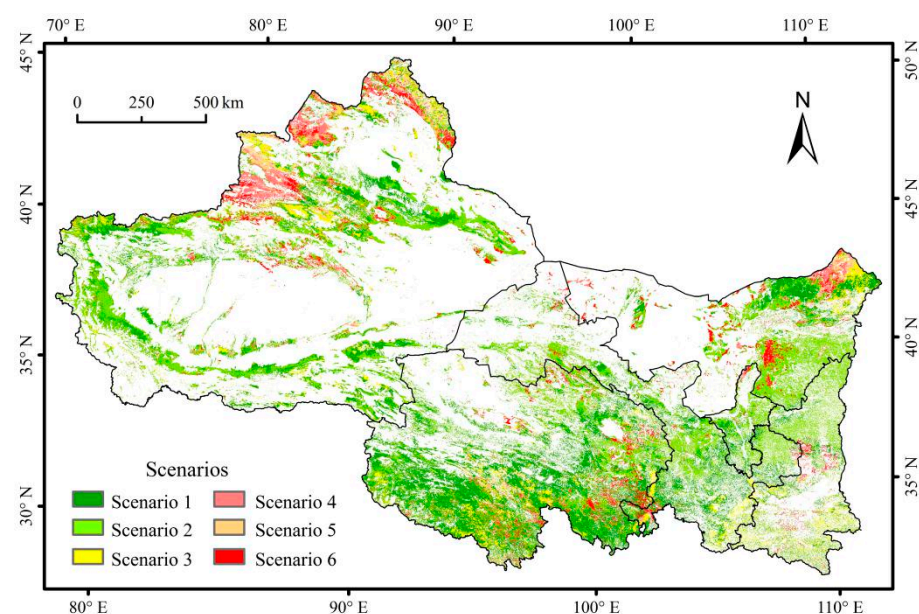 70° E 80° E 90° E 100° E 110° E
45° N
50° N
0 250 500 km
N
40° N
45° N
35° N
40° N
30° N
35° N
Scenarios
Scenario 1 Scenario 4
Scenario 2 Scenario 5
Scenario 3 Scenario 6
80° E 90° E 100° E 110° E